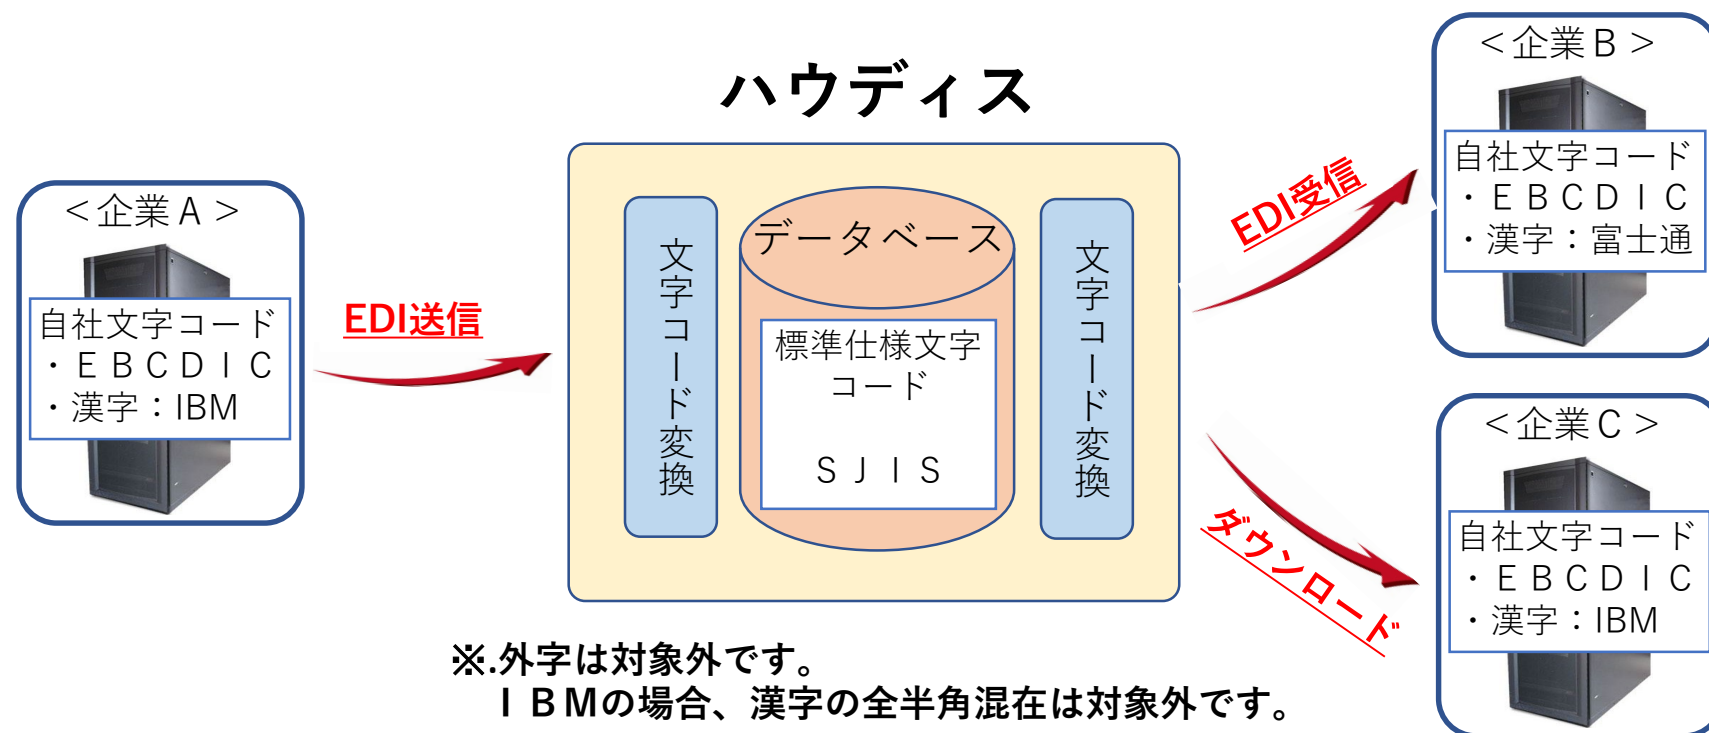 ハウディス
＜企業Ａ＞
自社文字コード
・ＥＢＣＤＩＣ
・漢字：IBM
EDI送信
文字コード変換
データベース
標準仕様文字
コード
ＳＪＩＳ
文字コード変換
EDI受信
＜企業Ｂ＞
自社文字コード
・ＥＢＣＤＩＣ
・漢字：富士通
ダウンロード
＜企業Ｃ＞
自社文字コード
・ＥＢＣＤＩＣ
・漢字：IBM
※.外字は対象外です。
ＩＢＭの場合、漢字の全半角混在は対象外です。